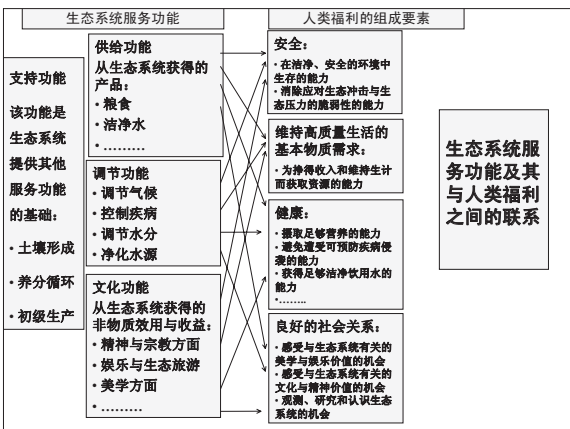 生态系统服务功能
人类福利的组成要素
支持功能
该功能是
生态系统
提供其他
服务功能
的基础:
·土壤形成
·养分循环
·初级生产
供给功能
从生态系统获得的
产品:
·粮食
·洁净水
·………
调节功能
·调节气候
·控制疾病
·调节水分
·净化水源
文化功能
从生态系统获得的
非物质效用与收益:
·精神与宗教方面
·娱乐与生态旅游
·美学方面
·………
安全:
·在洁净、安全的环境中
生存的能力
·消除应对生态冲击与生
态压力的脆弱性的能力
维持高质量生活的
基本物质需求:
·为挣得收入和维持生计
而获取资源的能力
健康:
·摄取足够营养的能力
·避免遭受可预防疾病侵
袭的能力
·获得足够洁净饮用水的
能力
·……...
良好的社会关系:
·感受与生态系统有关的
美学与娱乐价值的机会
·感受与生态系统有关的
文化与精神价值的机会
·观测、研究和认识生态
系统的机会
生态系统服
务功能及其
与人类福利
之间的联系